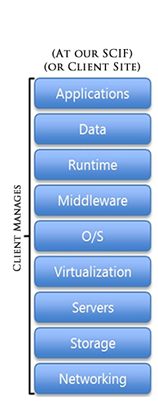 (AT OUR SCIF)
(OR CLIENT SITE)
CLIENT MANAGES
Applications
Data
Runtime
Middleware
O/S
Virtualization
Servers
Storage
Networking